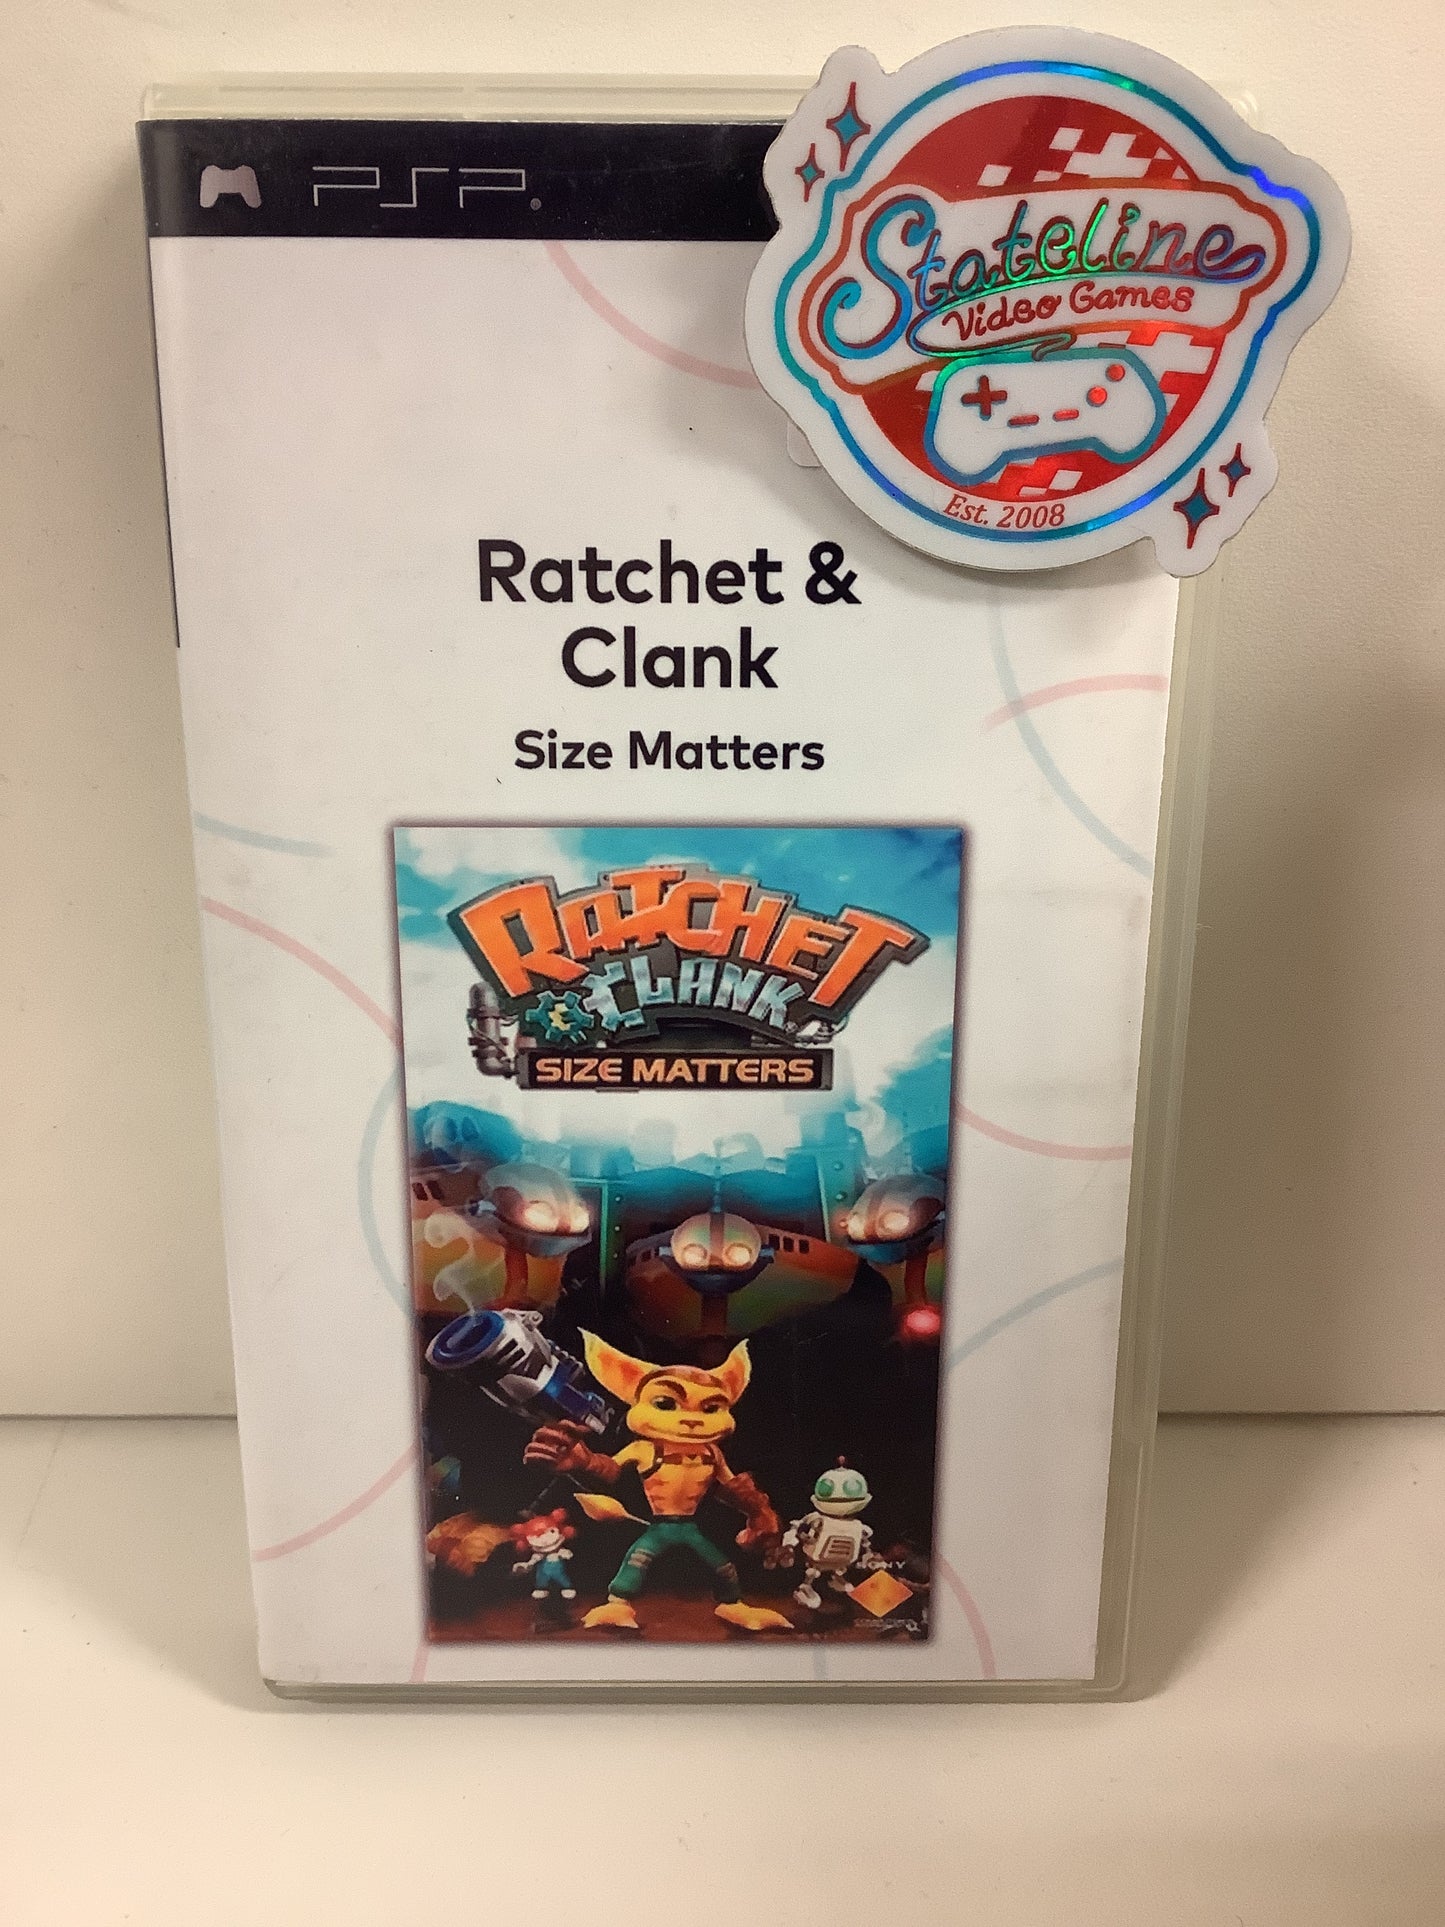 PSP®
Stateline
Video Games
Est. 2008
Ratchet &
Clank
Size Matters
RATCHET
& CLANK
SIZE MATTERS
SONY